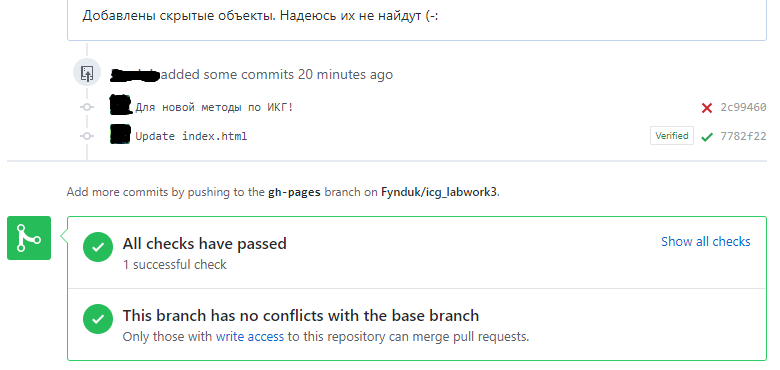 Добавлены скрытые объекты. Надеюсь их не найдут (-:
added some commits 20 minutes ago
Для новой методы по ИКГ! 2c99460
Update index.html Verified 7782f22
Add more commits by pushing to the gh-pages branch on Fynduk/icg_labwork3.
All checks have passed Show all checks
1 successful check
This branch has no conflicts with the base branch
Only those with write access to this repository can merge pull requests.